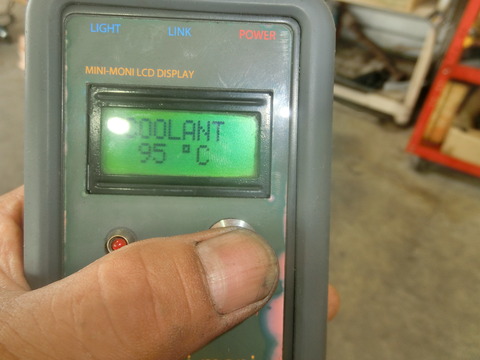 LIGHT LINK POWER
MINI-MONI LCD DISPLAY
COOLANT
95 °C